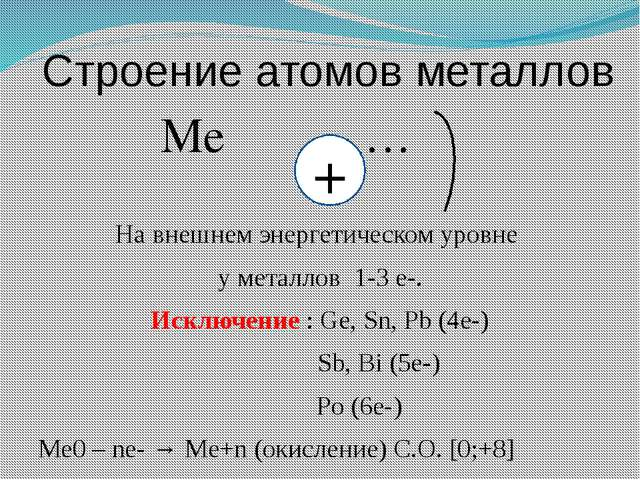 Строение атомов металлов
Me + …
На внешнем энергетическом уровне
у металлов 1-3 е-.
Исключение : Ge, Sn, Pb (4e-)
Sb, Bi (5e-)
Po (6e-)
Me0 – ne- → Me+n (окисление) С.О. [0;+8]